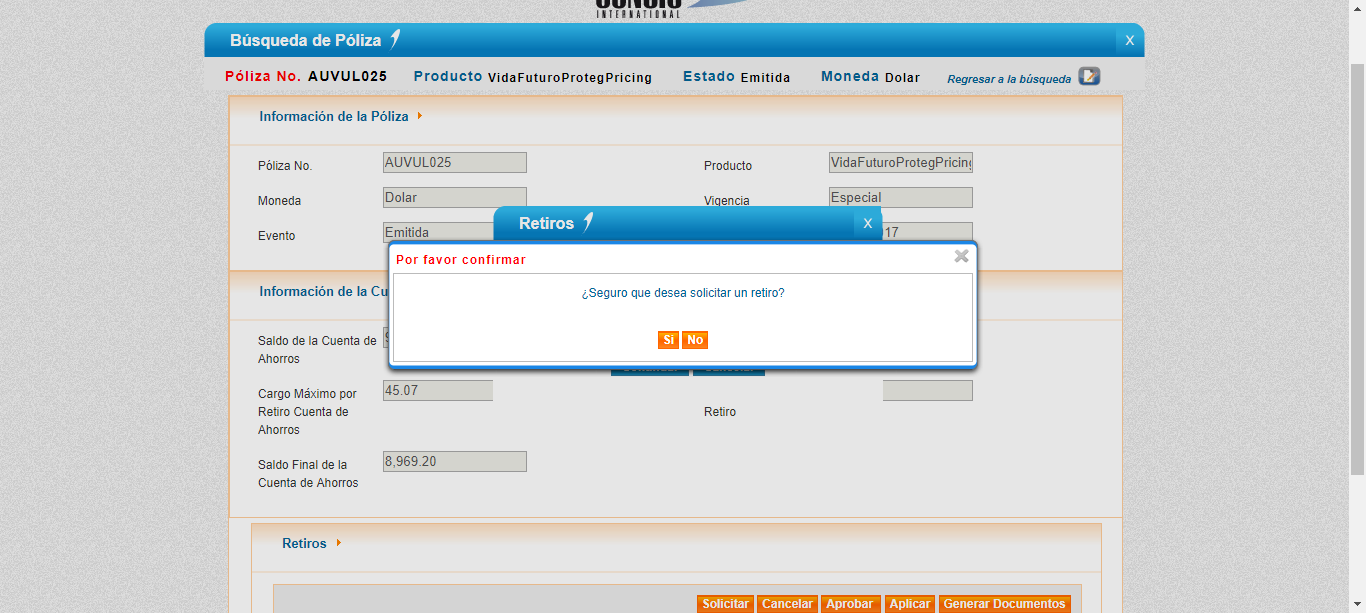 INTERNATIONAL
Búsqueda de Póliza X
Póliza No. AUVUL025 Producto VidaFuturoProtegPricing Estado Emitida Moneda Dolar Regresar a la búsqueda
Información de la Póliza
Póliza No. AUVUL025 Producto VidaFuturoProtegPricing
Moneda Dolar Vigencia Especial
Retiros X
Evento Emitida 17
Por favor confirmar
¿Seguro que desea solicitar un retiro?
Si No
Información de la Cu
Saldo de la Cuenta de
Ahorros
Cargo Máximo por
Retiro Cuenta de
Ahorros
45.07
Retiro
Saldo Final de la
Cuenta de Ahorros
8,969.20
Retiros
Solicitar Cancelar Aprobar Aplicar Generar Documentos